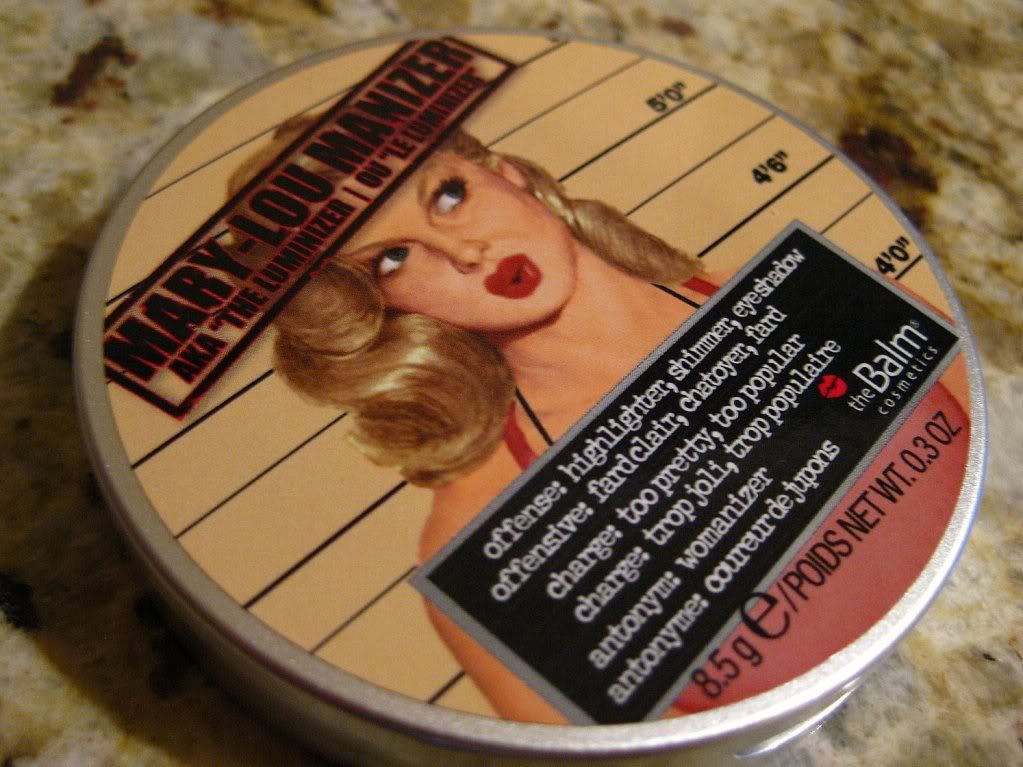 MARY-LOU MANIZER
AKA "THE LUMINIZER | OU "LE LUMINIZER"
5'0"
4'6"
4'0"
offense: highlighter, shimmer, eyeshadow
offensive: fard clair, chatoyer, fard
charge: too pretty, too popular
charge: trop joli, trop populaire
antonym: womanizer
antonyme: coureur de jupons
theBalm®
cosmetics
8.5 g e/POIDS NET WT. 0.3 OZ